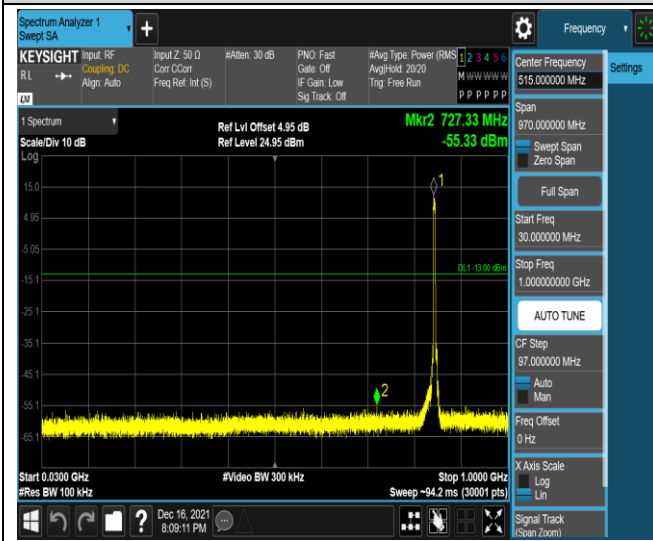 Spectrum Analyzer 1
Swept SA
+
Frequency
KEYSIGHT
RL
LXI
Input: RF
Coupling: DC
Align: Auto
Input Z: 50 Ω
Corr CCorr
Freq Ref: Int (S)
#Atten: 30 dB
PNO: Fast
Gate: Off
IF Gain: Low
Sig Track: Off
#Avg Type: Power (RMS
Avg|Hold: 20/20
Trig: Free Run
1 2 3 4 5 6
M W W W W W
P P P P P P
1 Spectrum
Scale/Div 10 dB
Log
Ref Lvl Offset 4.95 dB
Ref Level 24.95 dBm
Mkr2 727.33 MHz
-55.33 dBm
15.0
4.95
-5.05
-15.1
-25.1
-35.1
-45.1
-55.1
-65.1
1
DL1 -13.00 dBm
2
Start 0.0300 GHz
#Res BW 100 kHz
#Video BW 300 kHz
Stop 1.0000 GHz
Sweep ~94.2 ms (30001 pts)
?
Dec 16, 2021
8:09:11 PM
Center Frequency
515.000000 MHz
Settings
Span
970.000000 MHz
Swept Span
Zero Span
Full Span
Start Freq
30.000000 MHz
Stop Freq
1.000000000 GHz
AUTO TUNE
CF Step
97.000000 MHz
Auto
Man
Freq Offset
0 Hz
X Axis Scale
Log
Lin
Signal Track
(Span Zoom)